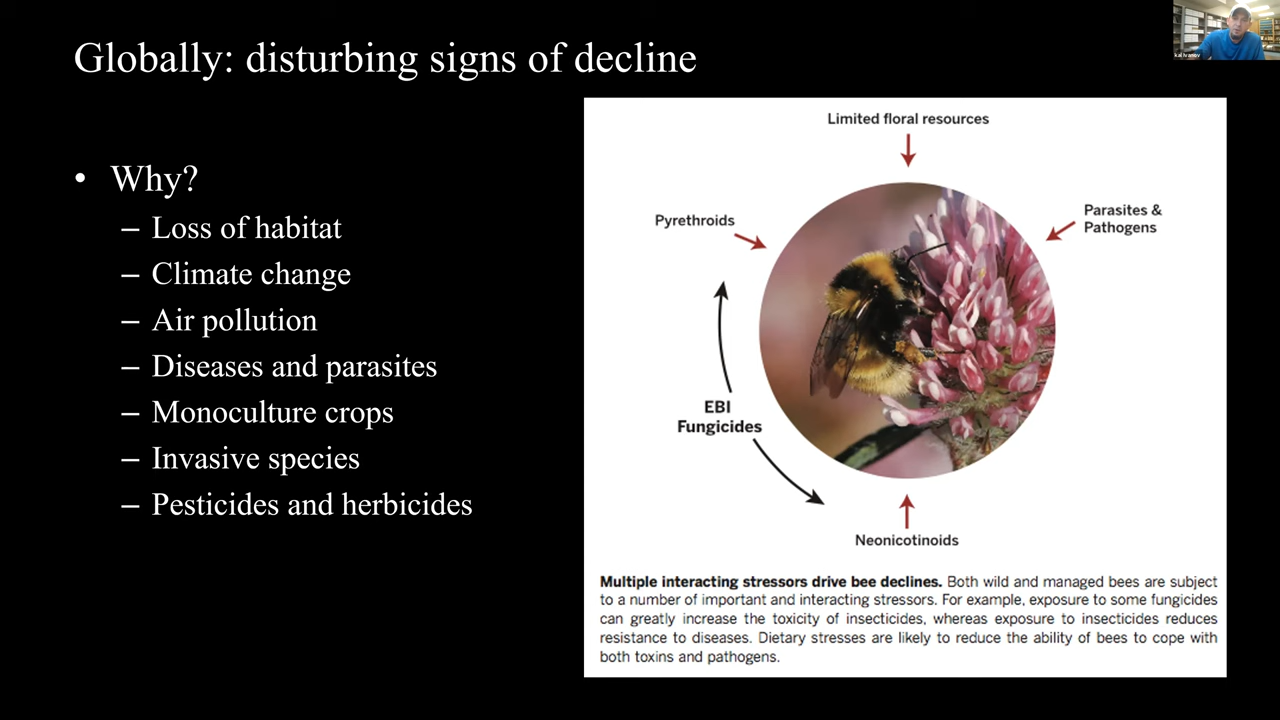 Globally: disturbing signs of decline
• Why?
– Loss of habitat
– Climate change
– Air pollution
– Diseases and parasites
– Monoculture crops
– Invasive species
– Pesticides and herbicides
Limited floral resources
Pyrethroids
Parasites &
Pathogens
EBI
Fungicides
Neonicotinoids
Multiple interacting stressors drive bee declines. Both wild and managed bees are subject
to a number of important and interacting stressors. For example, exposure to some fungicides
can greatly increase the toxicity of insecticides, whereas exposure to insecticides reduces
resistance to diseases. Dietary stresses are likely to reduce the ability of bees to cope with
both toxins and pathogens.